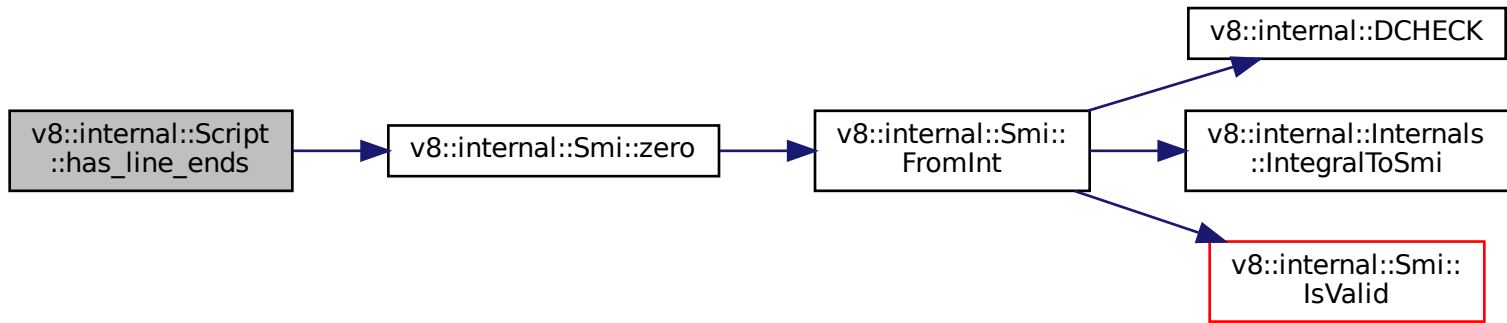 v8::internal::Script
::has_line_ends
v8::internal::Smi::zero
v8::internal::Smi::
FromInt
v8::internal::DCHECK
v8::internal::Internals
::IntegralToSmi
v8::internal::Smi::
IsValid